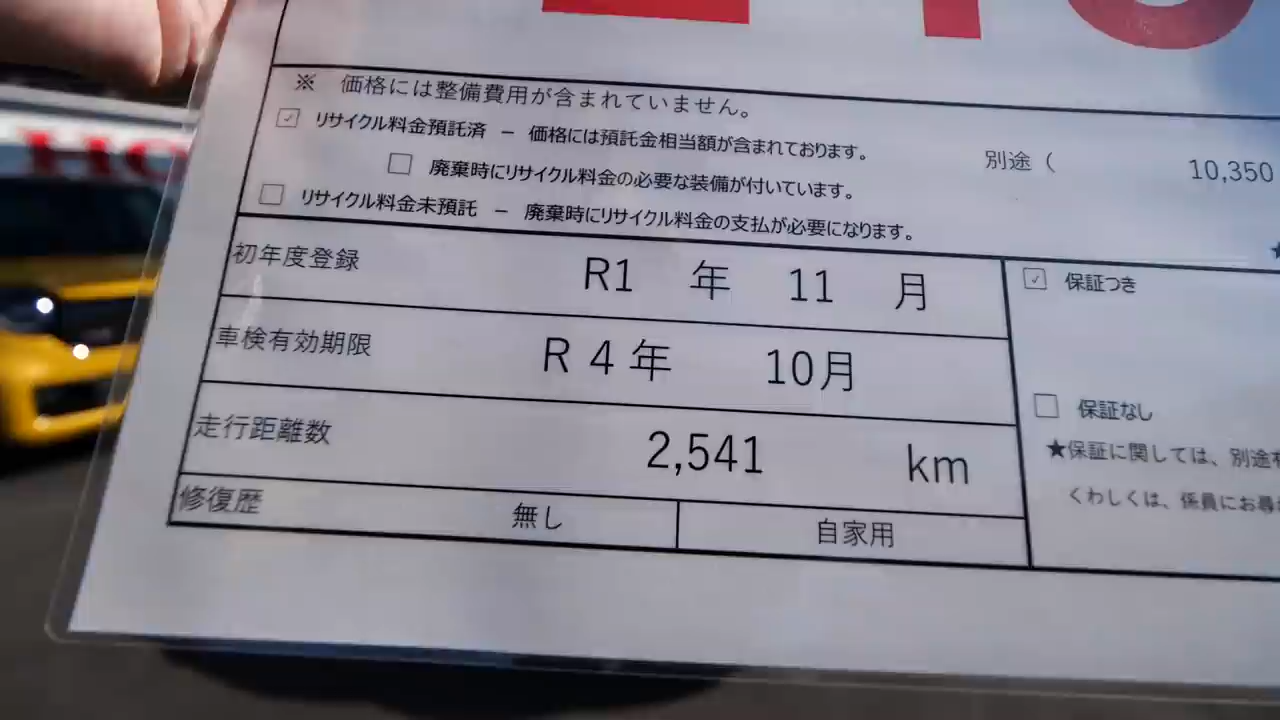 ※ 価格には整備費用が含まれていません。
☑ リサイクル料金預託済 － 価格には預託金相当額が含まれております。 別途（ 10,350
☐ 廃棄時にリサイクル料金の必要な装備が付いています。
☐ リサイクル料金未預託 － 廃棄時にリサイクル料金の支払が必要になります。
初年度登録 R1 年 11 月
☑ 保証つき
車検有効期限 R 4 年 10月
☐ 保証なし
走行距離数 2,541 km
★保証に関しては、別途
くわしくは、係員にお尋
修復歴 無し 自家用